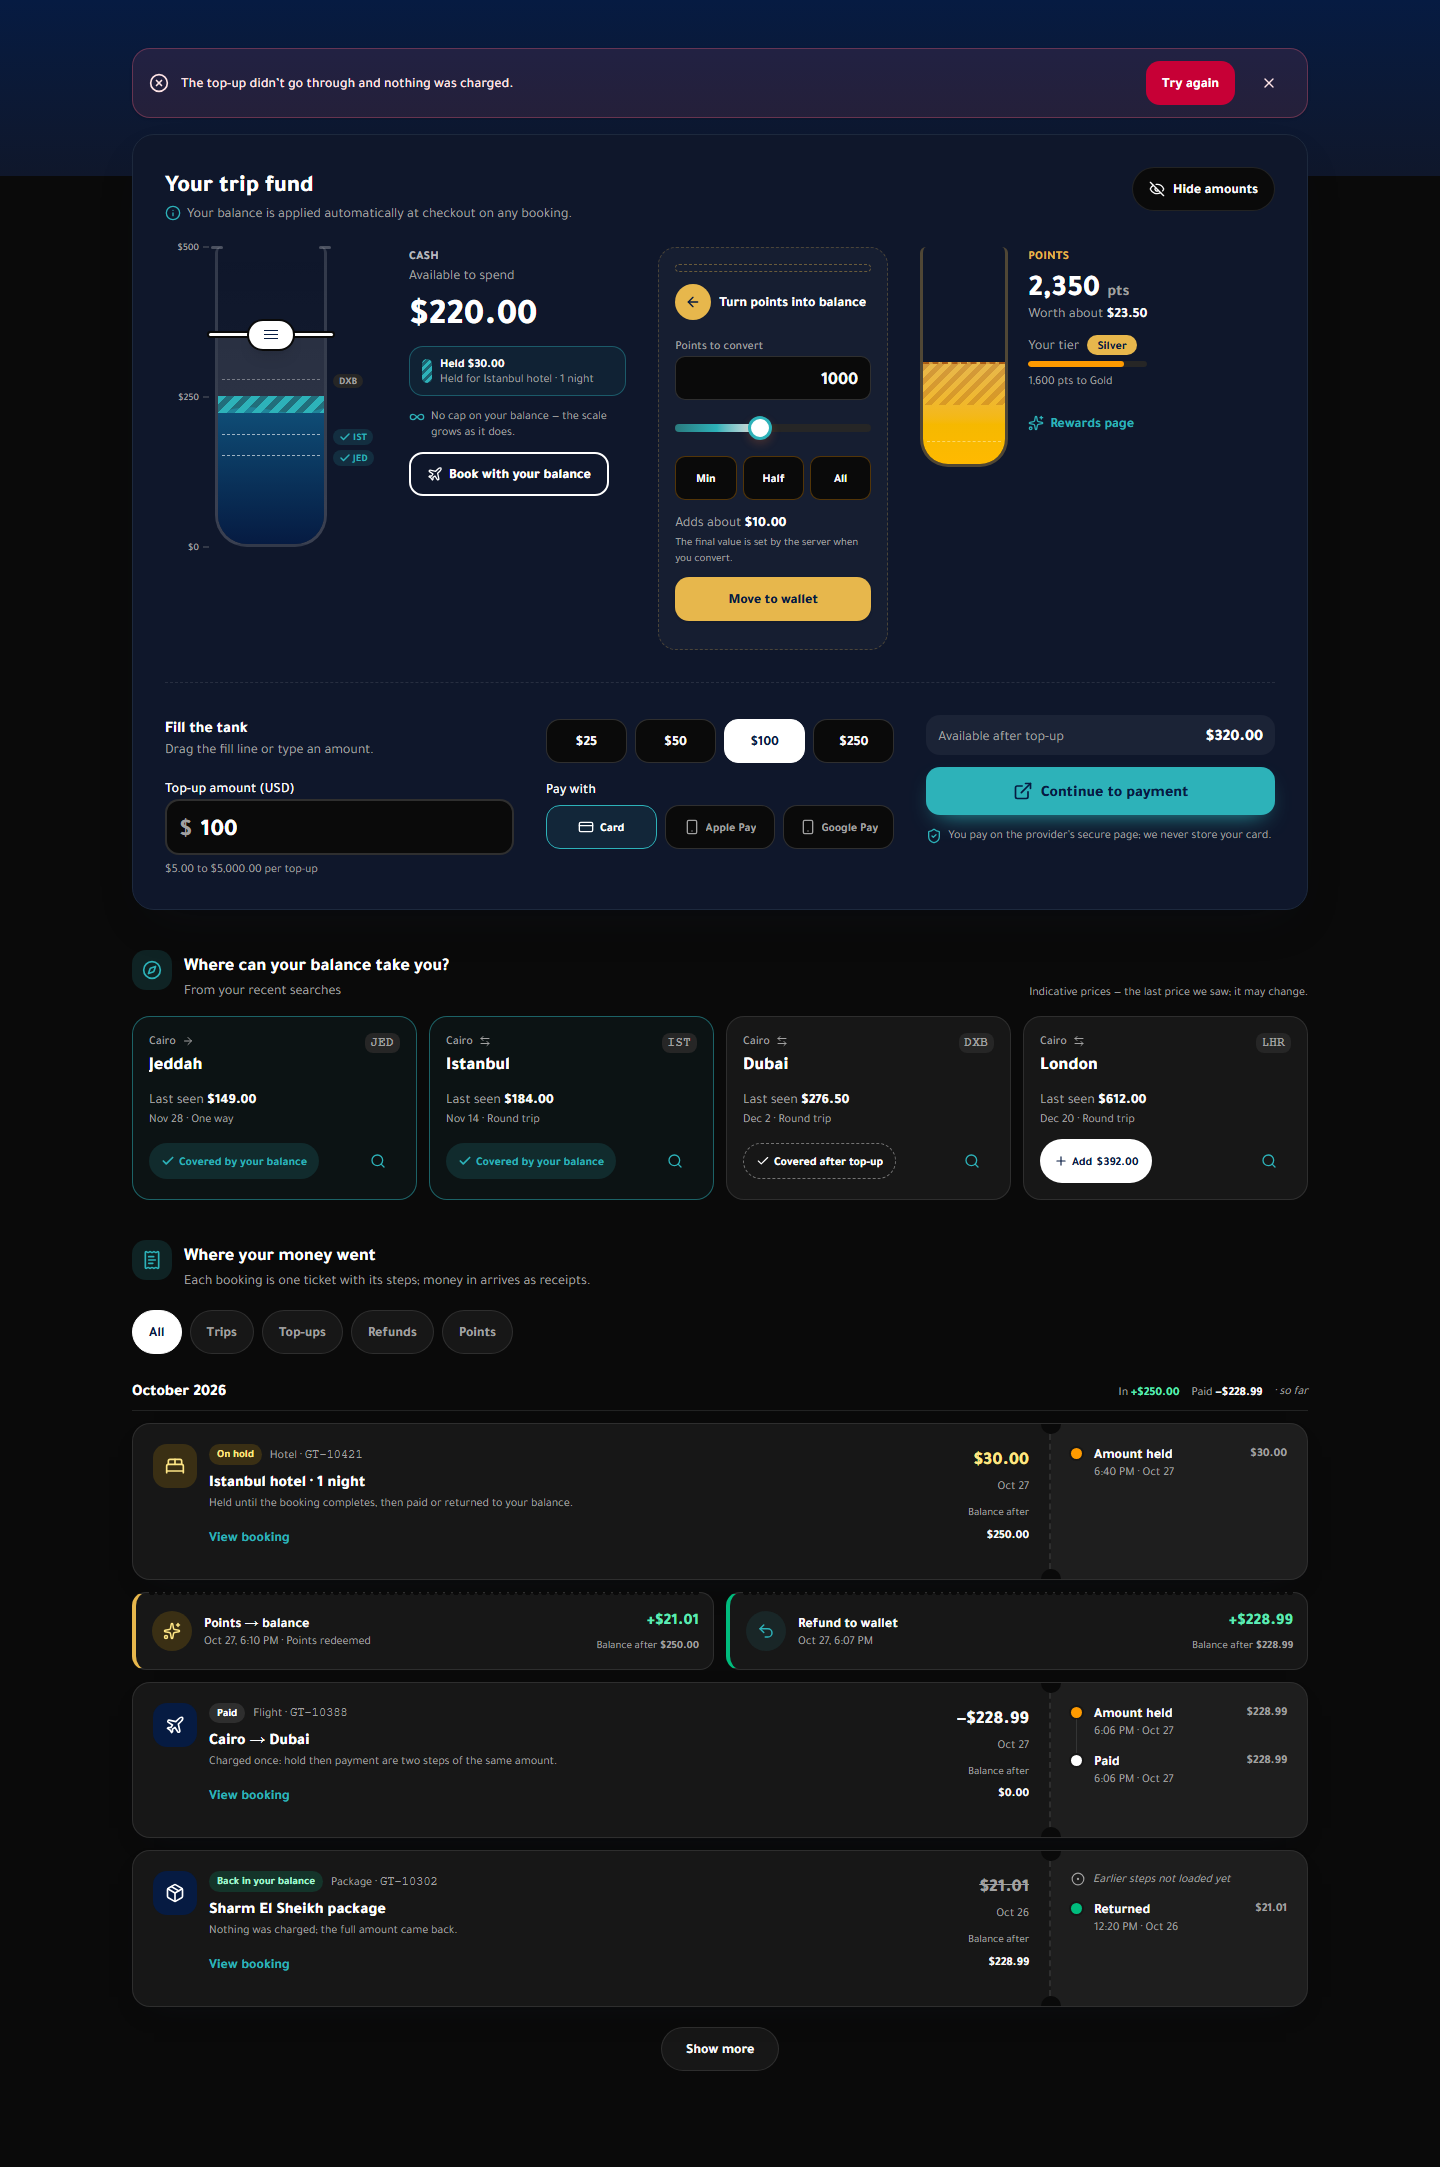 The top-up didn't go through and nothing was charged.
Try again
Your trip fund
Your balance is applied automatically at checkout on any booking.
Hide amounts
$500
$250
$0
DXB
IST
JED
CASH
Available to spend
$220.00
Held $30.00
Held for Istanbul hotel · 1 night
No cap on your balance – the scale
grows as it does.
Book with your balance
Turn points into balance
Points to convert
1000
Min
Half
All
Adds about $10.00
The final value is set by the server when
you convert.
Move to wallet
POINTS
2,350 pts
Worth about $23.50
Your tier Silver
1,600 pts to Gold
Rewards page
Fill the tank
Drag the fill line or type an amount.
Top-up amount (USD)
$ 100
$5.00 to $5,000.00 per top-up
$25
$50
$100
$250
Pay with
Card
Apple Pay
Google Pay
Available after top-up $320.00
Continue to payment
You pay on the provider's secure page; we never store your card.
Where can your balance take you?
From your recent searches
Indicative prices – the last price we saw; it may change.
Cairo → JED
Jeddah
Last seen $149.00
Nov 28 · One way
Covered by your balance
Cairo ⇆ IST
Istanbul
Last seen $184.00
Nov 14 · Round trip
Covered by your balance
Cairo ⇆ DXB
Dubai
Last seen $276.50
Dec 2 · Round trip
Covered after top-up
Cairo ⇆ LHR
London
Last seen $612.00
Dec 20 · Round trip
+ Add $392.00
Where your money went
Each booking is one ticket with its steps; money in arrives as receipts.
All
Trips
Top-ups
Refunds
Points
October 2026
In +$250.00 Paid –$228.99 · so far
On hold Hotel · GT-10421
Istanbul hotel · 1 night
Held until the booking completes, then paid or returned to your balance.
View booking
$30.00
Oct 27
Balance after
$250.00
Amount held $30.00
6:40 PM · Oct 27
Points → balance
Oct 27, 6:10 PM · Points redeemed
+$21.01
Balance after $250.00
Refund to wallet
Oct 27, 6:07 PM
+$228.99
Balance after $228.99
Paid Flight · GT-10388
Cairo → Dubai
Charged once: hold then payment are two steps of the same amount.
View booking
–$228.99
Oct 27
Balance after
$0.00
Amount held $228.99
6:06 PM · Oct 27
Paid $228.99
6:06 PM · Oct 27
Back in your balance Package · GT-10302
Sharm El Sheikh package
Nothing was charged; the full amount came back.
View booking
$21.01
Oct 26
Balance after
$228.99
Earlier steps not loaded yet
Returned $21.01
12:20 PM · Oct 26
Show more